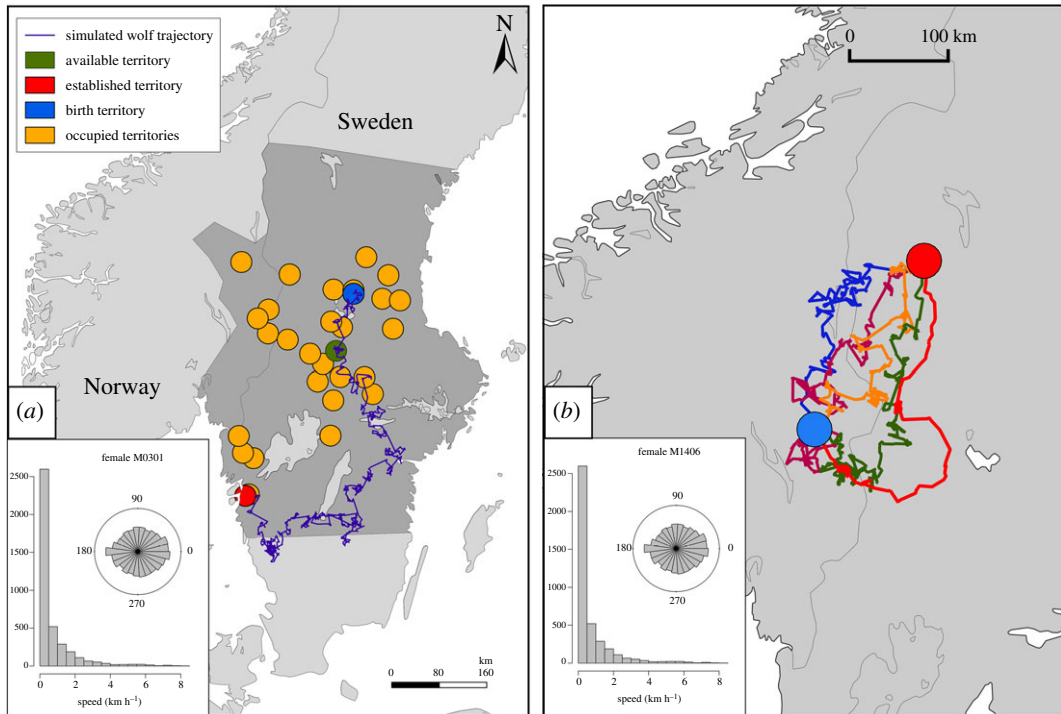 simulated wolf trajectory
available territory
established territory
birth territory
occupied territories
N
Sweden
Norway
(a)
female M0301
2500
2000
1500
1000
500
0
90
180
0
270
0 2 4 6 8
speed (km h–1)
km
0 80 160
0 100 km
(b)
female M1406
2500
2000
1500
1000
500
0
90
180
0
270
0 2 4 6 8
speed (km h–1)